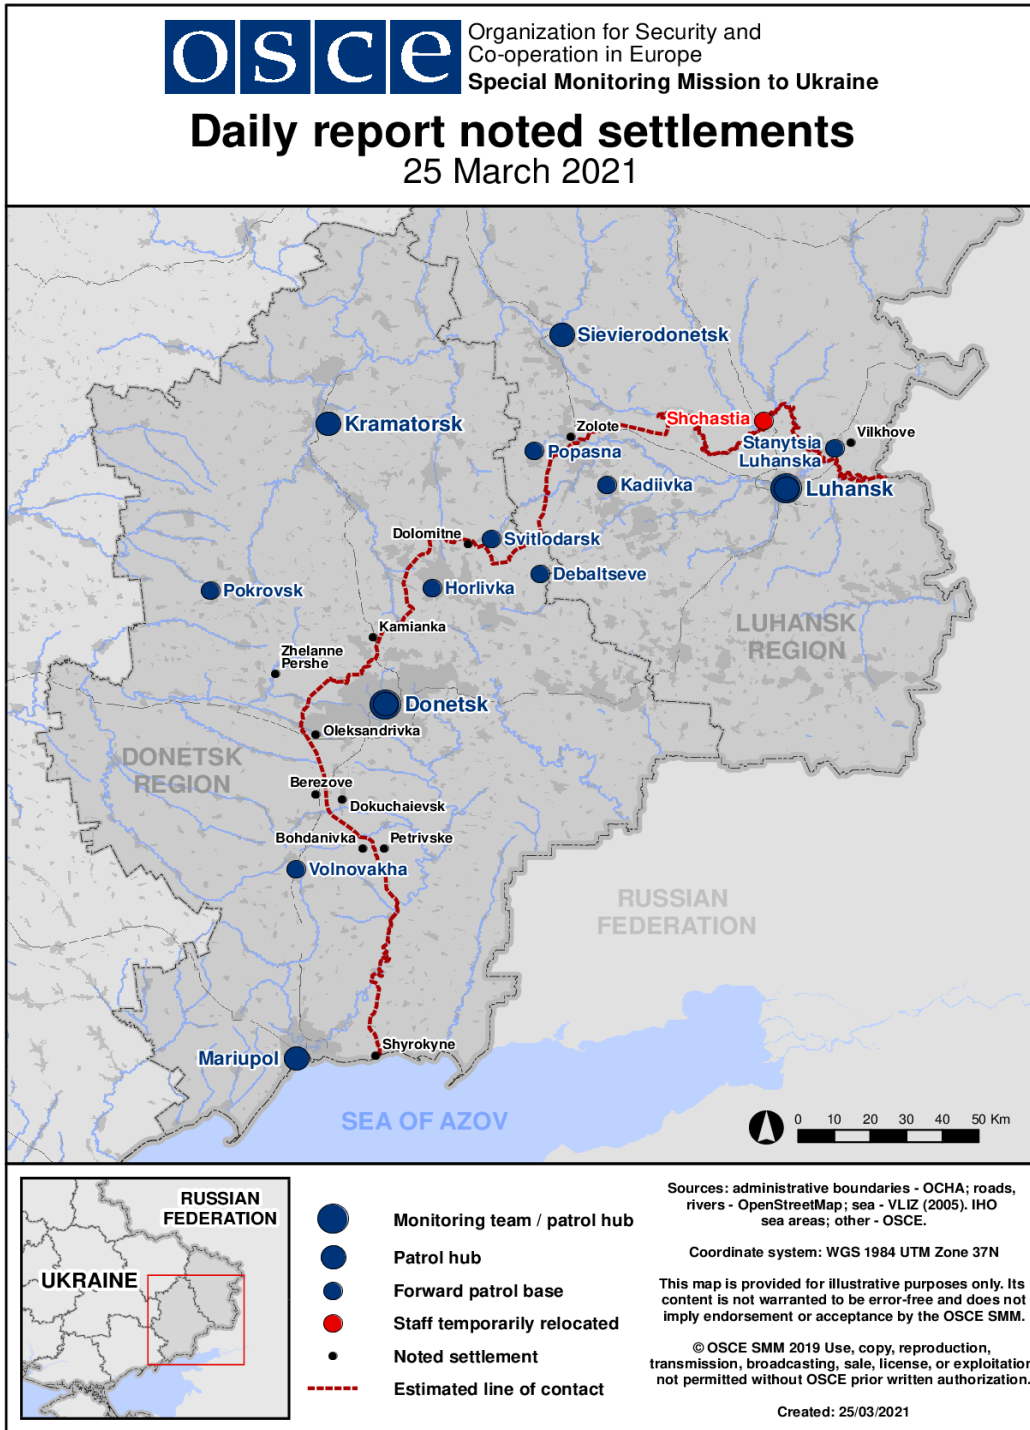 osce
Organization for Security and
Co-operation in Europe
Special Monitoring Mission to Ukraine
Daily report noted settlements
25 March 2021
Sievierodonetsk
Kramatorsk
Shchastia
Zolote
Stanytsia
Luhanska
Vilkhove
Popasna
Kadiivka
Luhansk
Dolomitne
Svitlodarsk
Debaltseve
Horlivka
Pokrovsk
Kamianka
LUHANSK
REGION
Zhelanne
Pershe
Donetsk
Oleksandrivka
DONETSK
REGION
Berezove
Dokuchaievsk
Bohdanivka
Petrivske
Volnovakha
RUSSIAN
FEDERATION
Shyrokyne
Mariupol
SEA OF AZOV
0 10 20 30 40 50 Km
RUSSIAN
FEDERATION
UKRAINE
Monitoring team / patrol hub
Patrol hub
Forward patrol base
Staff temporarily relocated
Noted settlement
Estimated line of contact
Sources: administrative boundaries - OCHA; roads,
rivers - OpenStreetMap; sea - VLIZ (2005). IHO
sea areas; other - OSCE.
Coordinate system: WGS 1984 UTM Zone 37N
This map is provided for illustrative purposes only. Its
content is not warranted to be error-free and does not
imply endorsement or acceptance by the OSCE SMM.
© OSCE SMM 2019 Use, copy, reproduction,
transmission, broadcasting, sale, license, or exploitation
not permitted without OSCE prior written authorization.
Created: 25/03/2021